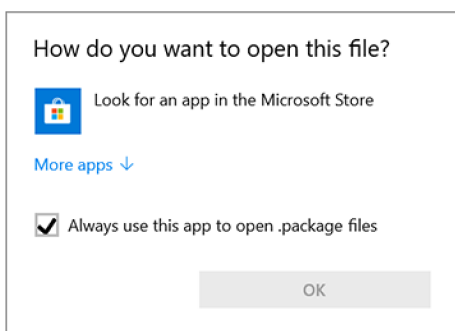 How do you want to open this file?
Look for an app in the Microsoft Store
More apps ↓
Always use this app to open .package files
OK